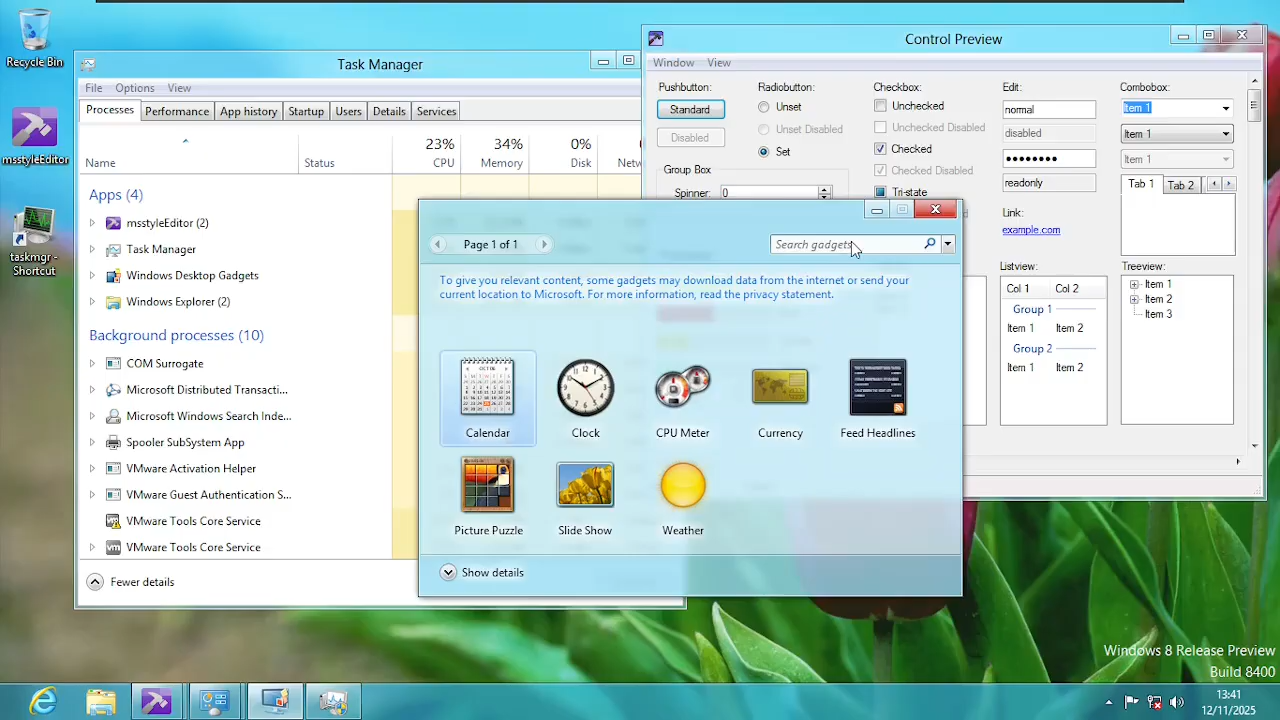 Recycle Bin
msstyleEditor
taskmgr -
Shortcut
Task Manager
File Options View
Processes Performance App history Startup Users Details Services
23% 34% 0%
Name Status CPU Memory Disk Netw
Apps (4)
msstyleEditor (2)
Task Manager
Windows Desktop Gadgets
Windows Explorer (2)
Background processes (10)
COM Surrogate
Microsoft Distributed Transacti...
Microsoft Windows Search Inde...
Spooler SubSystem App
VMware Activation Helper
VMware Guest Authentication S...
VMware Tools Core Service
VMware Tools Core Service
Fewer details
Control Preview
Window View
Pushbutton: Radiobutton: Checkbox: Edit: Combobox:
Standard Unset Unchecked normal Item 1
Disabled Unset Disabled Unchecked Disabled disabled Item 1
Set Checked ●●●●●●●● Item 1
Group Box Checked Disabled readonly Tab 1 Tab 2
Spinner: 0 Tri-state
Link:
example.com
Listview: Treeview:
Col 1 Col 2 Item 1
Group 1 Item 2
Item 1 Item 2 Item 3
Group 2
Item 1 Item 2
Page 1 of 1 Search gadgets
To give you relevant content, some gadgets may download data from the internet or send your
current location to Microsoft. For more information, read the privacy statement.
Calendar Clock CPU Meter Currency Feed Headlines
Picture Puzzle Slide Show Weather
Show details
Windows 8 Release Preview
Build 8400
13:41
12/11/2025